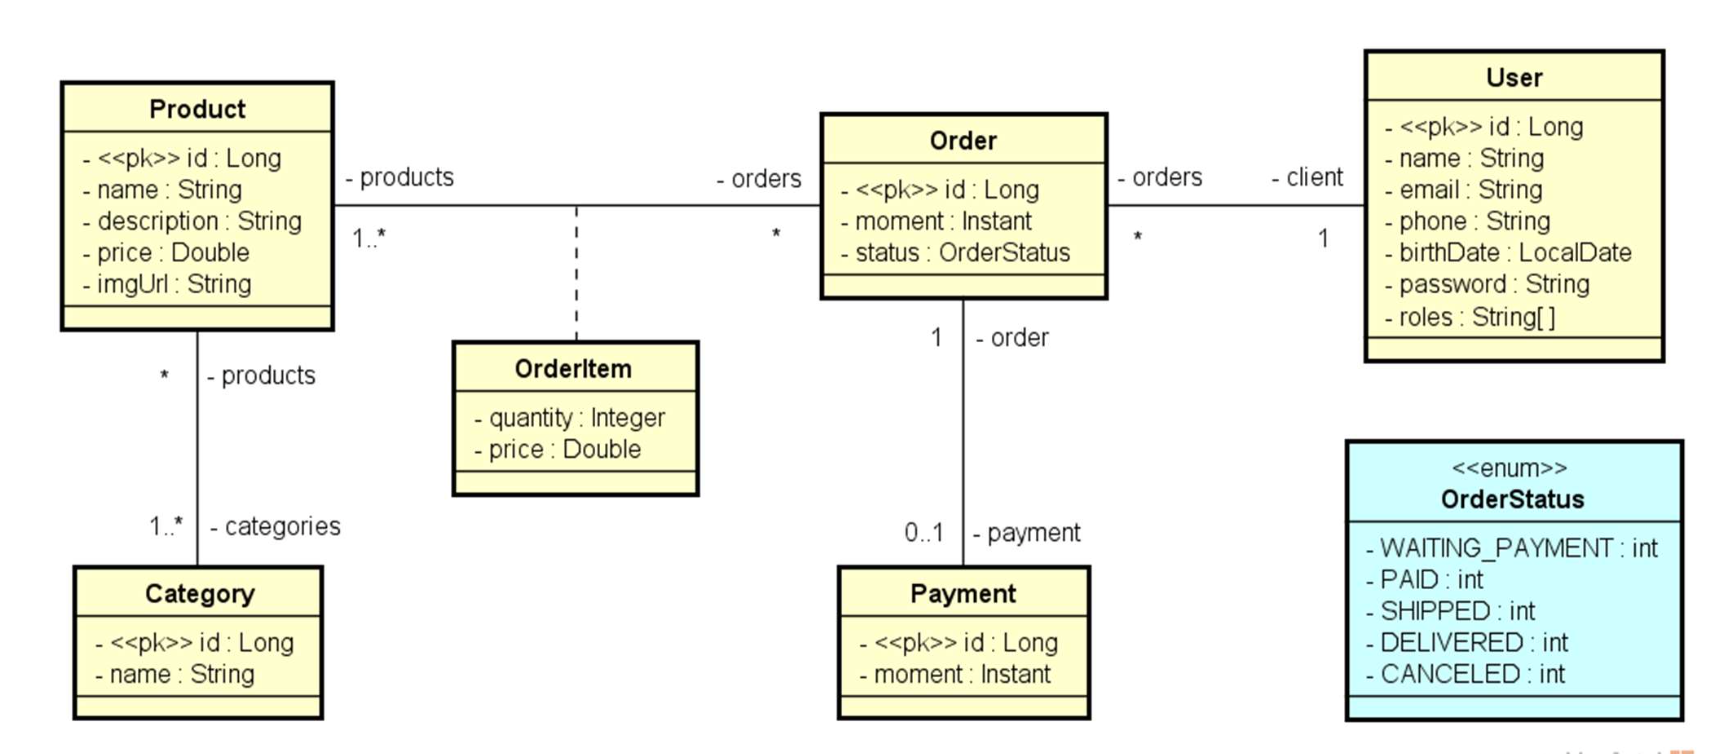 Product
- <<pk>> id : Long
- name : String
- description : String
- price : Double
- imgUrl : String
- products
1..*
- orders
*
Order
- <<pk>> id : Long
- moment : Instant
- status : OrderStatus
- orders
*
- client
1
User
- <<pk>> id : Long
- name : String
- email : String
- phone : String
- birthDate : LocalDate
- password : String
- roles : String[ ]
* - products
1..* - categories
Category
- <<pk>> id : Long
- name : String
OrderItem
- quantity : Integer
- price : Double
1 - order
0..1 - payment
Payment
- <<pk>> id : Long
- moment : Instant
<<enum>>
OrderStatus
- WAITING_PAYMENT : int
- PAID : int
- SHIPPED : int
- DELIVERED : int
- CANCELED : int